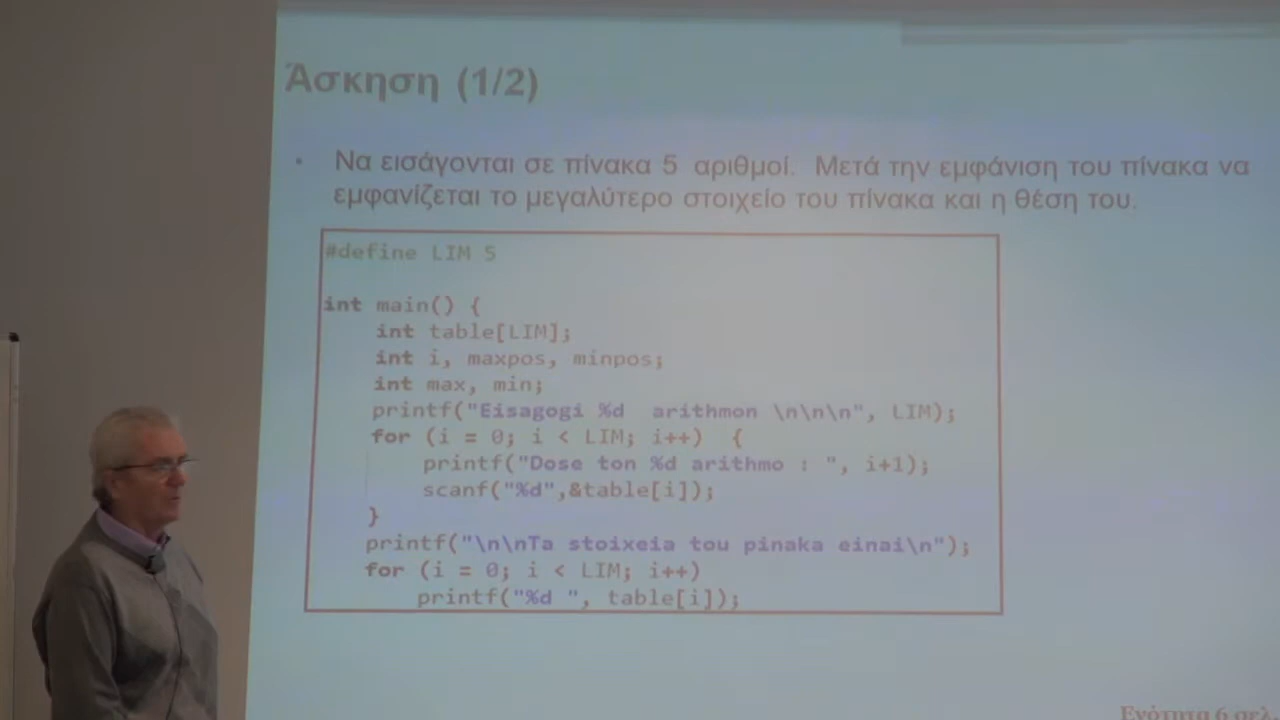 Άσκηση (1/2)
• Να εισάγονται σε πίνακα 5 αριθμοί. Μετά την εμφάνιση του πίνακα να
εμφανίζεται το μεγαλύτερο στοιχείο του πίνακα και η θέση του.
#define LIM 5
int main() {
int table[LIM];
int i, maxpos, minpos;
int max, min;
printf("Eisagogi %d arithmon \n\n\n", LIM);
for (i = 0; i < LIM; i++) {
printf("Dose ton %d arithmo : ", i+1);
scanf("%d",&table[i]);
}
printf("\n\nTa stoixeia tou pinaka einai\n");
for (i = 0; i < LIM; i++)
printf("%d ", table[i]);
Ενότητα 6 σελ.